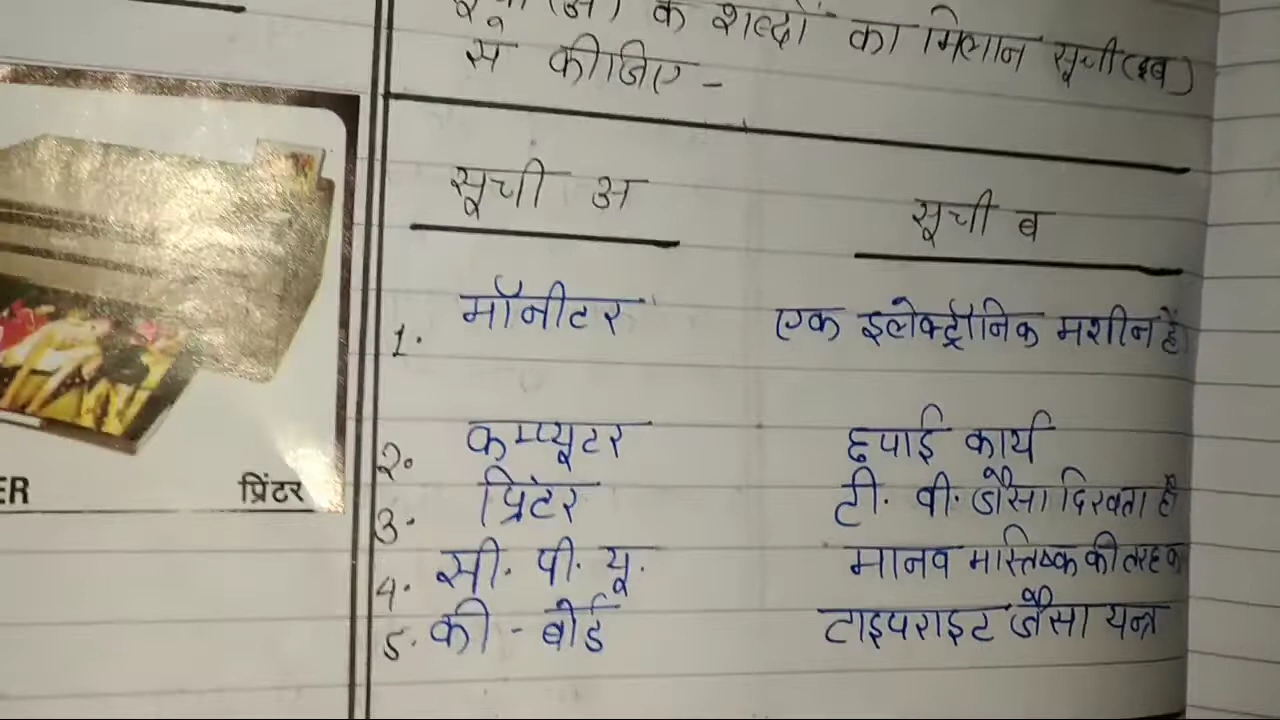 (अ) के शब्दों का मिलान सूची(ब)
से कीजिए -
सूची अ सूची ब
1. मॉनीटर एक इलेक्ट्रॉनिक मशीन है
2. कम्प्यूटर छपाई कार्य
3. प्रिंटर टी. वी. जैसा दिखता है
4. सी. पी. यू. मानव मास्तिष्क की तरह
5. की - बोर्ड टाइपराइट जैसा यन्त्र
ER प्रिंटर